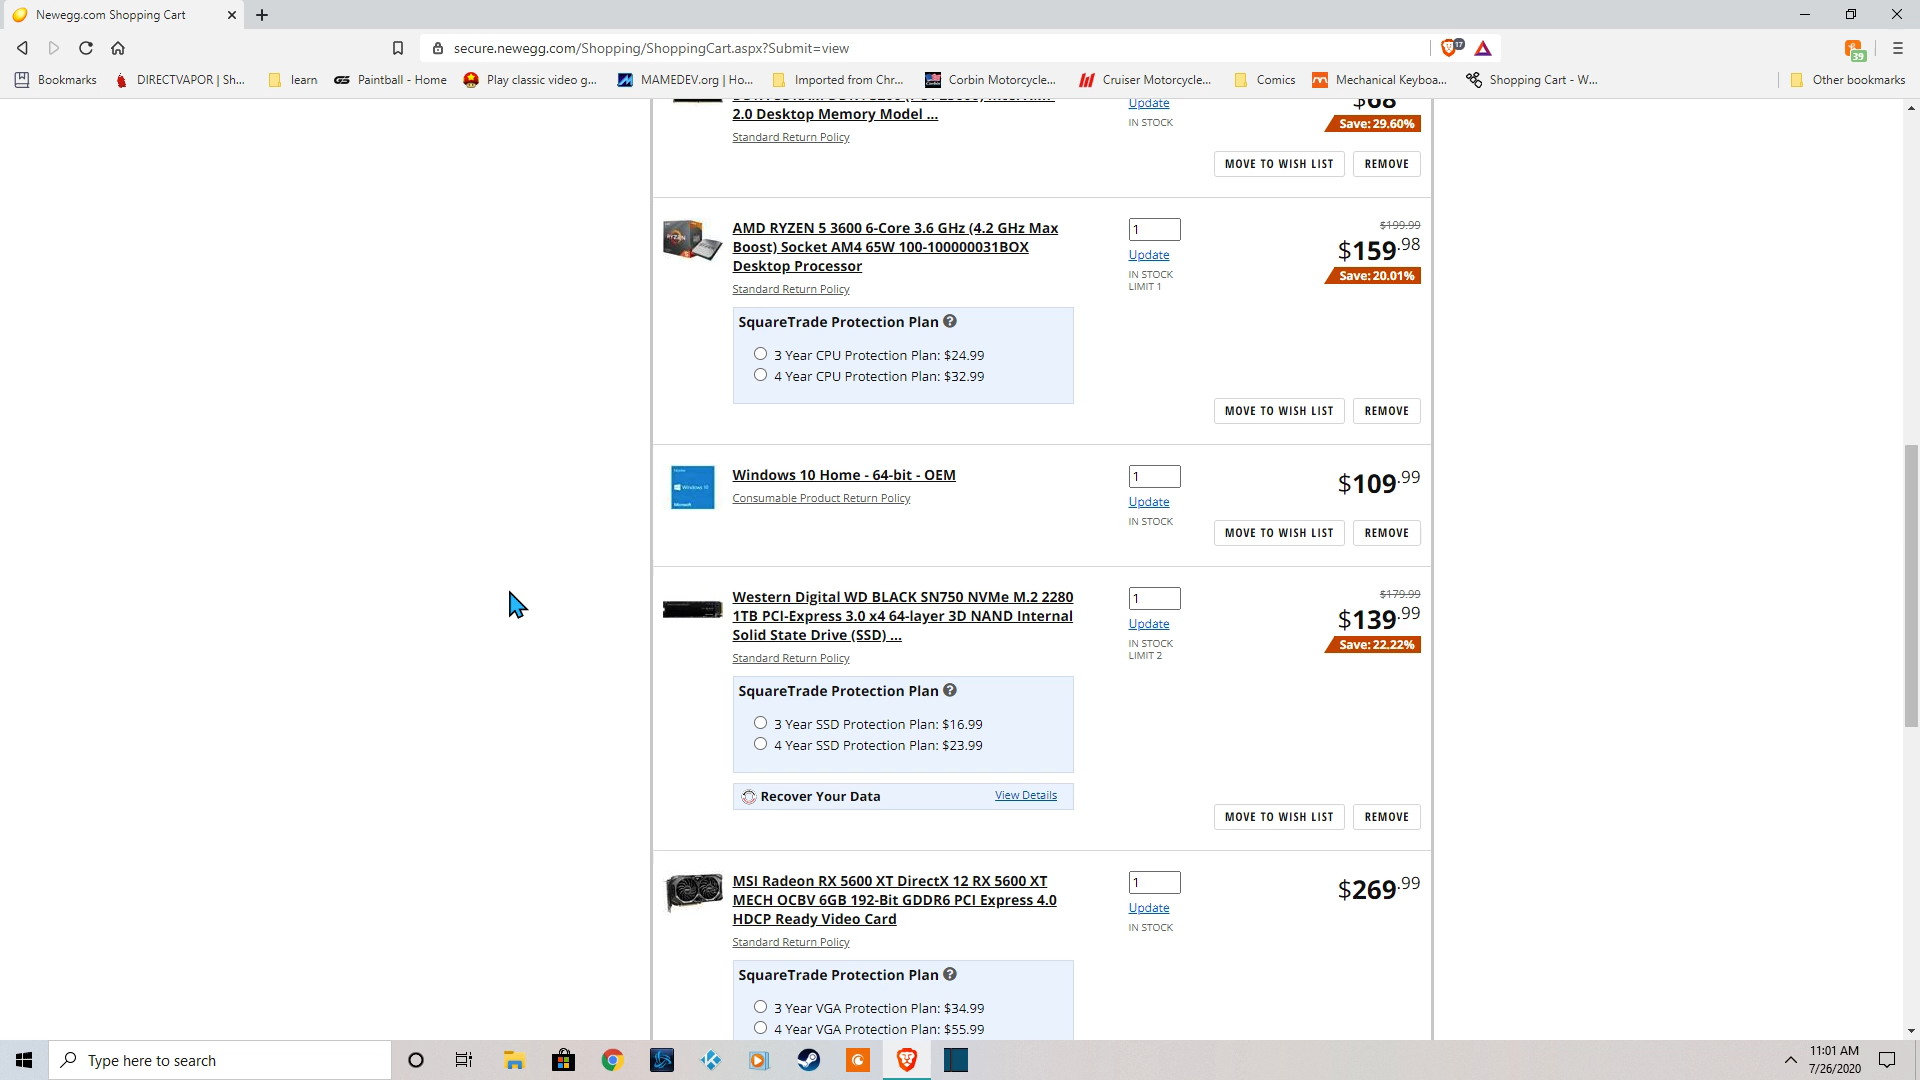 Newegg.com Shopping Cart
secure.newegg.com/Shopping/ShoppingCart.aspx?Submit=view
17
39
Bookmarks
DIRECTVAPOR | Sh...
learn
GS Paintball - Home
Play classic video g...
MAMEDEV.org | Ho...
Imported from Chr...
Corbin Motorcycle...
Cruiser Motorcycle...
Comics
Mechanical Keyboa...
Shopping Cart - W...
Other bookmarks
2.0 Desktop Memory Model ...
Standard Return Policy
Update
IN STOCK
$68
Save: 29.60%
MOVE TO WISH LIST
REMOVE
AMD RYZEN 5 3600 6-Core 3.6 GHz (4.2 GHz Max
Boost) Socket AM4 65W 100-100000031BOX
Desktop Processor
Standard Return Policy
1
Update
IN STOCK
LIMIT 1
$199.99
$159.98
Save: 20.01%
SquareTrade Protection Plan ?
3 Year CPU Protection Plan: $24.99
4 Year CPU Protection Plan: $32.99
MOVE TO WISH LIST
REMOVE
Windows 10 Home - 64-bit - OEM
Consumable Product Return Policy
1
Update
IN STOCK
$109.99
MOVE TO WISH LIST
REMOVE
Western Digital WD BLACK SN750 NVMe M.2 2280
1TB PCI-Express 3.0 x4 64-layer 3D NAND Internal
Solid State Drive (SSD) ...
Standard Return Policy
1
Update
IN STOCK
LIMIT 2
$179.99
$139.99
Save: 22.22%
SquareTrade Protection Plan ?
3 Year SSD Protection Plan: $16.99
4 Year SSD Protection Plan: $23.99
Recover Your Data
View Details
MOVE TO WISH LIST
REMOVE
MSI Radeon RX 5600 XT DirectX 12 RX 5600 XT
MECH OCBV 6GB 192-Bit GDDR6 PCI Express 4.0
HDCP Ready Video Card
Standard Return Policy
1
Update
IN STOCK
$269.99
SquareTrade Protection Plan ?
3 Year VGA Protection Plan: $34.99
4 Year VGA Protection Plan: $55.99
Type here to search
11:01 AM
7/26/2020